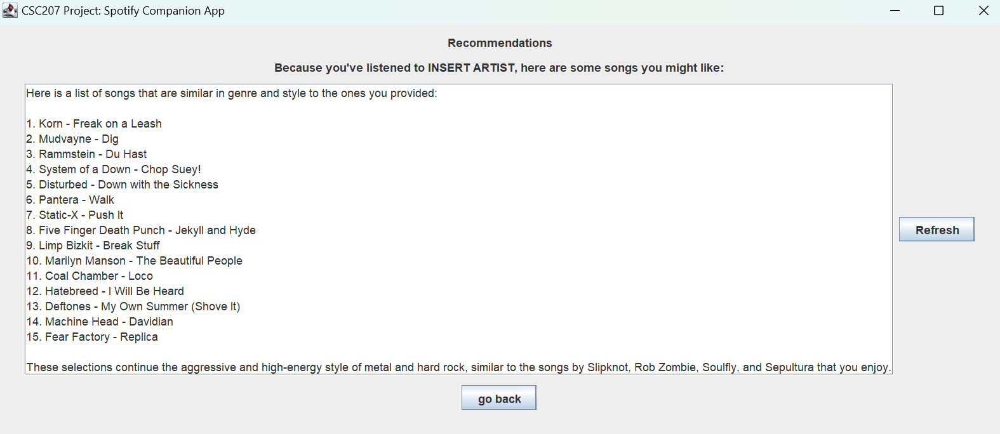 CSC207 Project: Spotify Companion App
Recommendations
Because you've listened to INSERT ARTIST, here are some songs you might like:
Here is a list of songs that are similar in genre and style to the ones you provided:
1. Korn - Freak on a Leash
2. Mudvayne - Dig
3. Rammstein - Du Hast
4. System of a Down - Chop Suey!
5. Disturbed - Down with the Sickness
6. Pantera - Walk
7. Static-X - Push It
8. Five Finger Death Punch - Jekyll and Hyde
9. Limp Bizkit - Break Stuff
10. Marilyn Manson - The Beautiful People
11. Coal Chamber - Loco
12. Hatebreed - I Will Be Heard
13. Deftones - My Own Summer (Shove It)
14. Machine Head - Davidian
15. Fear Factory - Replica
These selections continue the aggressive and high-energy style of metal and hard rock, similar to the songs by Slipknot, Rob Zombie, Soulfly, and Sepultura that you enjoy.
Refresh
go back